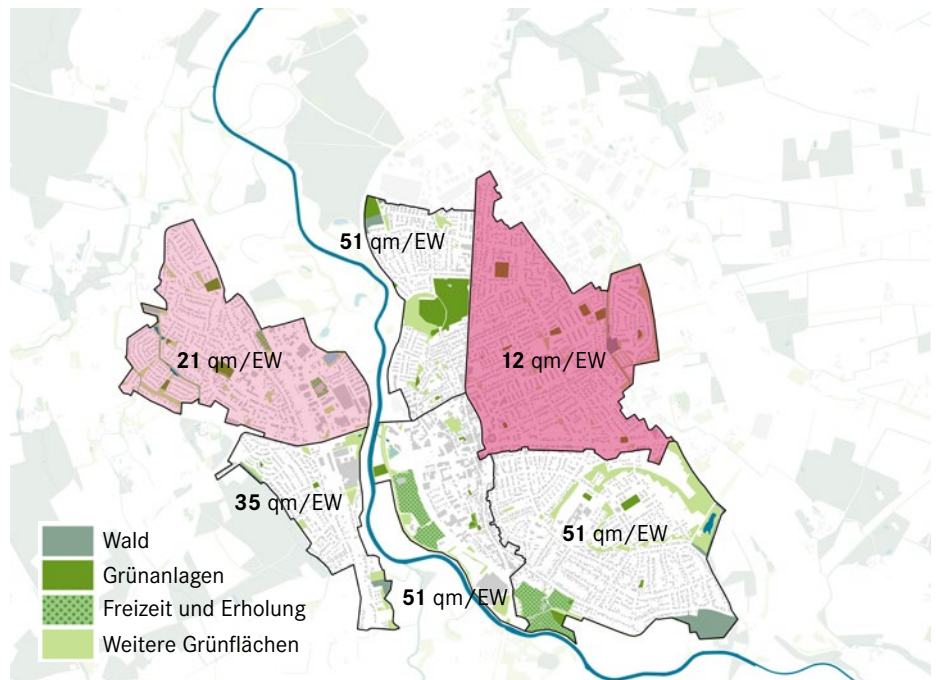 51 qm/EW
21 qm/EW
12 qm/EW
35 qm/EW
51 qm/EW
51 qm/EW
Wald
Grünanlagen
Freizeit und Erholung
Weitere Grünflächen